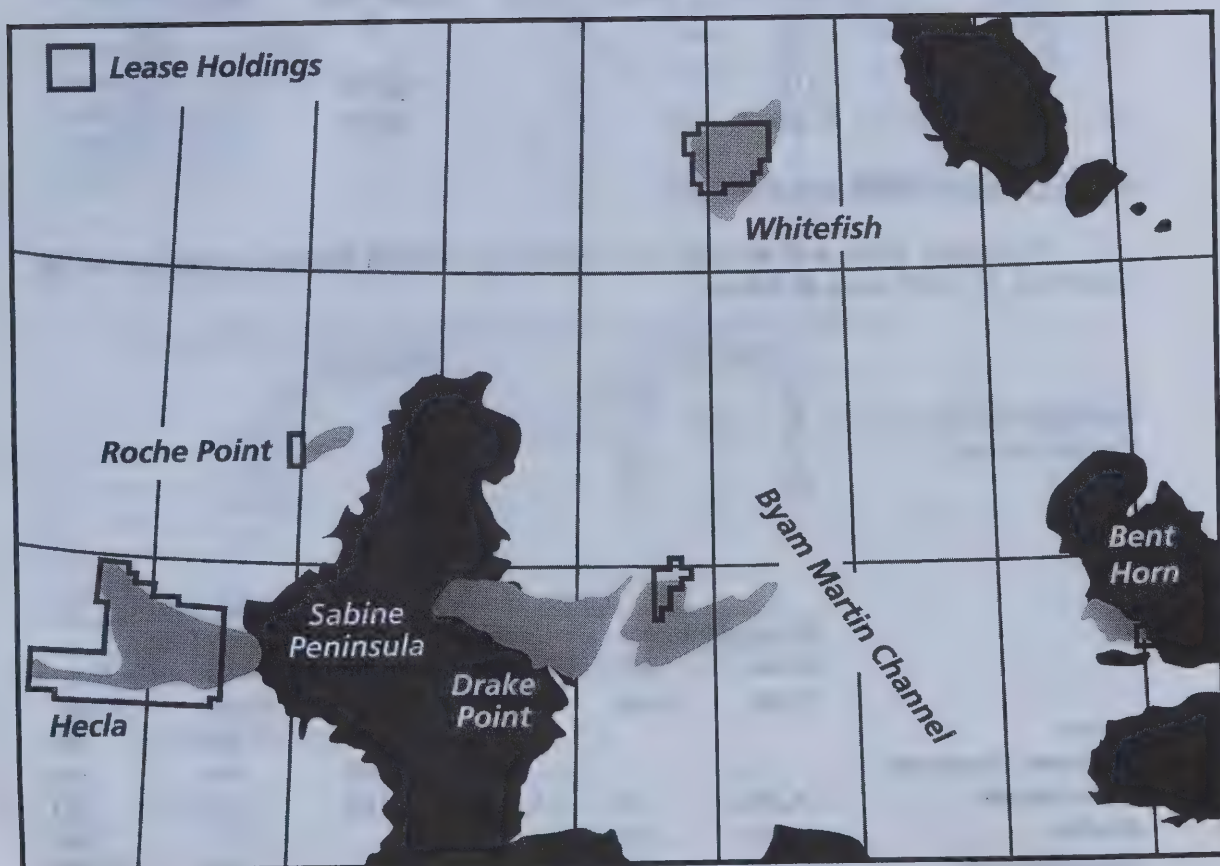 Lease Holdings
Whitefish
Roche Point
Byam Martin Channel
Bent
Horn
Sabine
Peninsula
Drake
Point
Hecla